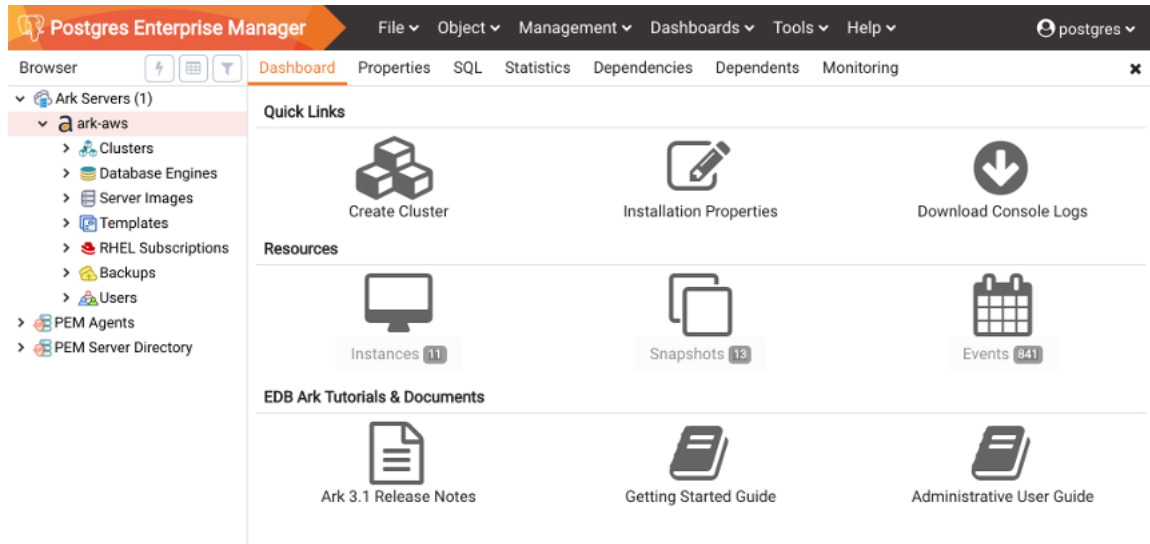 Postgres Enterprise Manager File Object Management Dashboards Tools Help postgres
Browser Dashboard Properties SQL Statistics Dependencies Dependents Monitoring
Ark Servers (1)
ark-aws
Clusters
Database Engines
Server Images
Templates
RHEL Subscriptions
Backups
Users
PEM Agents
PEM Server Directory
Quick Links
Create Cluster Installation Properties Download Console Logs
Resources
Instances 11 Snapshots 13 Events 841
EDB Ark Tutorials & Documents
Ark 3.1 Release Notes Getting Started Guide Administrative User Guide